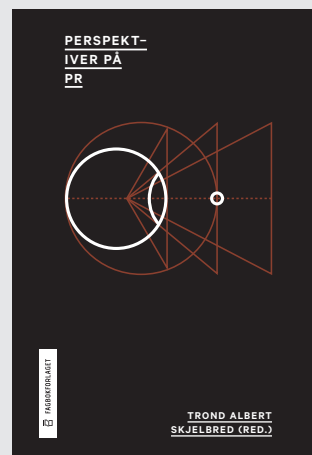 PERSPEKT–
IVER PÅ
PR
FAGBOKFORLAGET
TROND ALBERT
SKJELBRED (RED.)